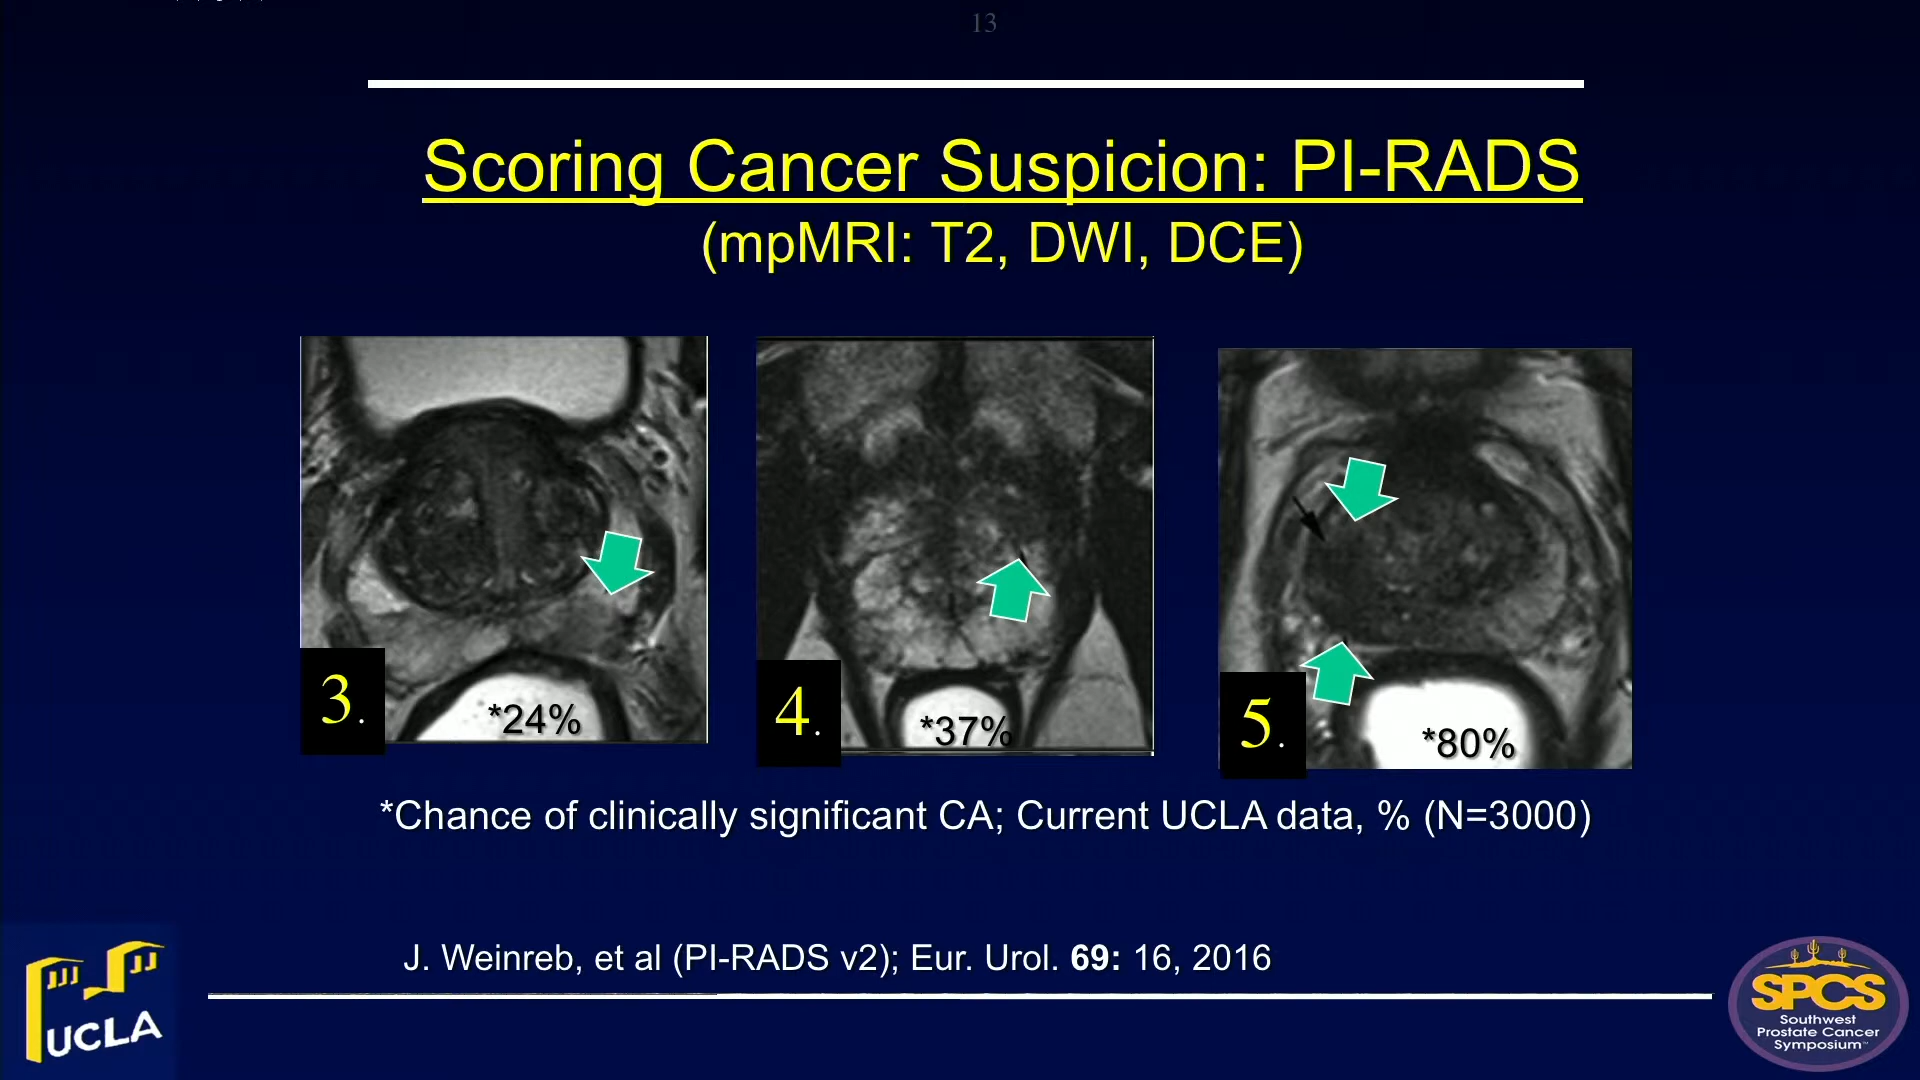 13
Scoring Cancer Suspicion: PI-RADS
(mpMRI: T2, DWI, DCE)
3.
*24%
4.
*37%
5.
*80%
*Chance of clinically significant CA; Current UCLA data, % (N=3000)
J. Weinreb, et al (PI-RADS v2); Eur. Urol. 69: 16, 2016
UCLA
SPCS
Southwest
Prostate Cancer
Symposium™